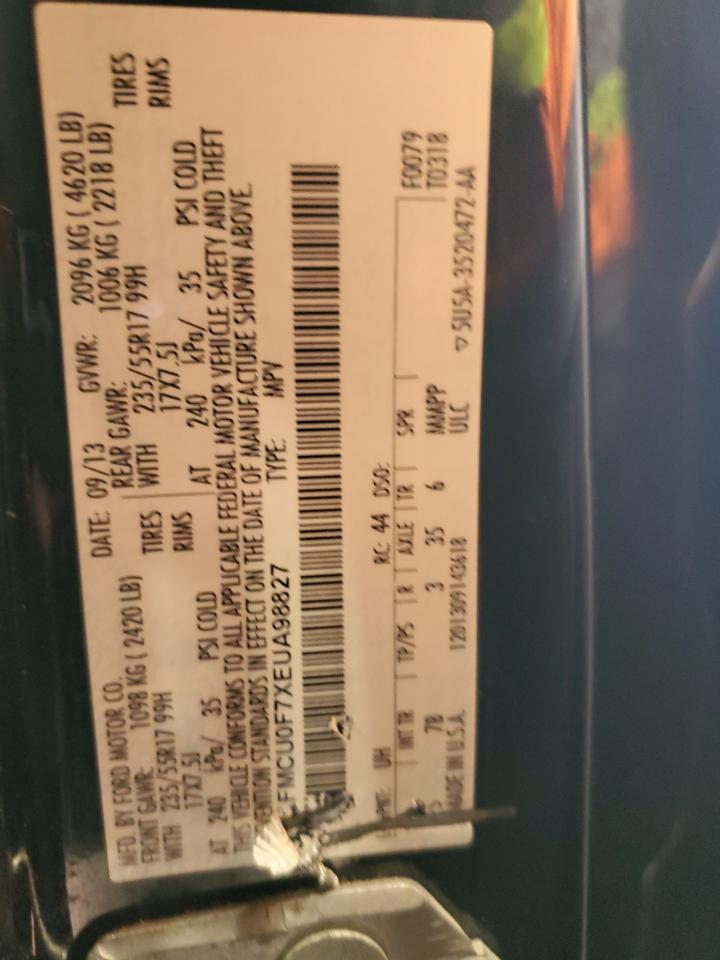 MFD. BY FORD MOTOR CO.
DATE: 09/13 GVWR: 2096 KG ( 4620 LB)
FRONT GAWR: 1098 KG ( 2420 LB)
REAR GAWR: 1006 KG ( 2218 LB)
WITH 235/55R17 99H TIRES
WITH 235/55R17 99H TIRES
17X7.5J RIMS
17X7.5J RIMS
AT 240 kPa/ 35 PSI COLD
AT 240 kPa/ 35 PSI COLD
THIS VEHICLE CONFORMS TO ALL APPLICABLE FEDERAL MOTOR VEHICLE SAFETY AND THEFT
STANDARDS IN EFFECT ON THE DATE OF MANUFACTURE SHOWN ABOVE.
FMCU0F7XEUA98827 TYPE: MPV
UH RC: 44 DSO:
INT TR TP/PS R AXLE TR SPR F0079
7B 3 35 6 MMMPP T0318
MADE IN U.S.A. 1201309143618 ULC ▽5U5A-3520472-AA